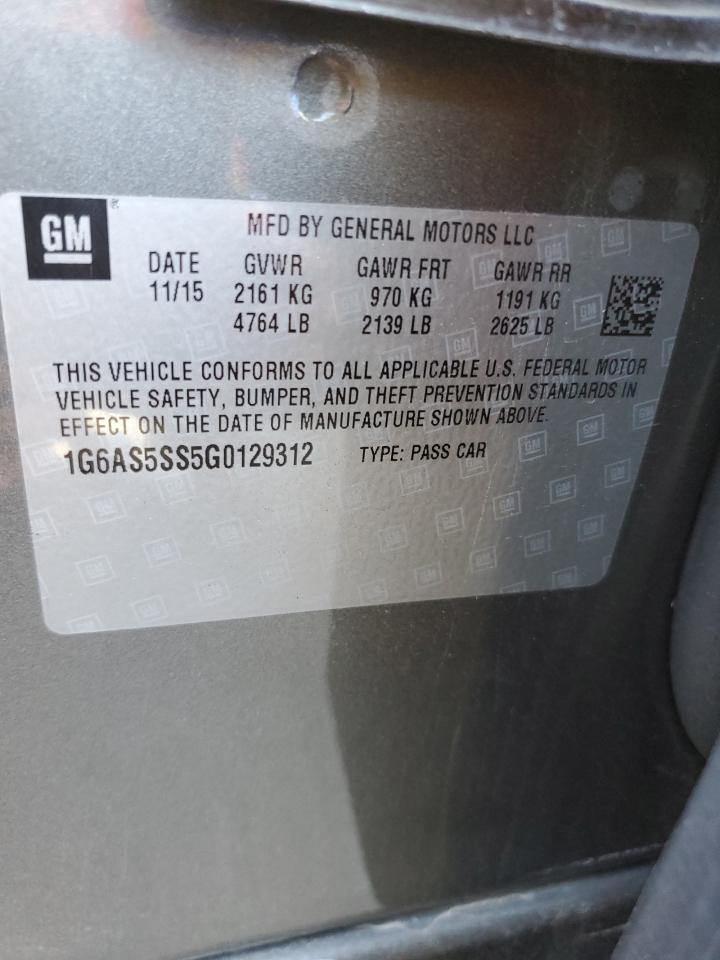 GM
MFD BY GENERAL MOTORS LLC
DATE GVWR GAWR FRT GAWR RR
11/15 2161 KG 970 KG 1191 KG
4764 LB 2139 LB 2625 LB
THIS VEHICLE CONFORMS TO ALL APPLICABLE U.S. FEDERAL MOTOR
VEHICLE SAFETY, BUMPER, AND THEFT PREVENTION STANDARDS IN
EFFECT ON THE DATE OF MANUFACTURE SHOWN ABOVE.
1G6AS5SS5G0129312 TYPE: PASS CAR